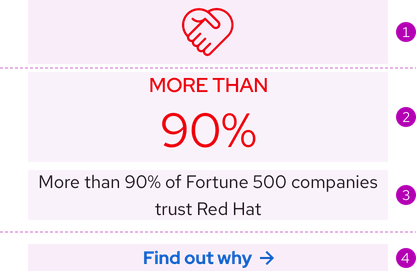 1
MORE THAN
90%
2
More than 90% of Fortune 500 companies
trust Red Hat
3
Find out why →
4